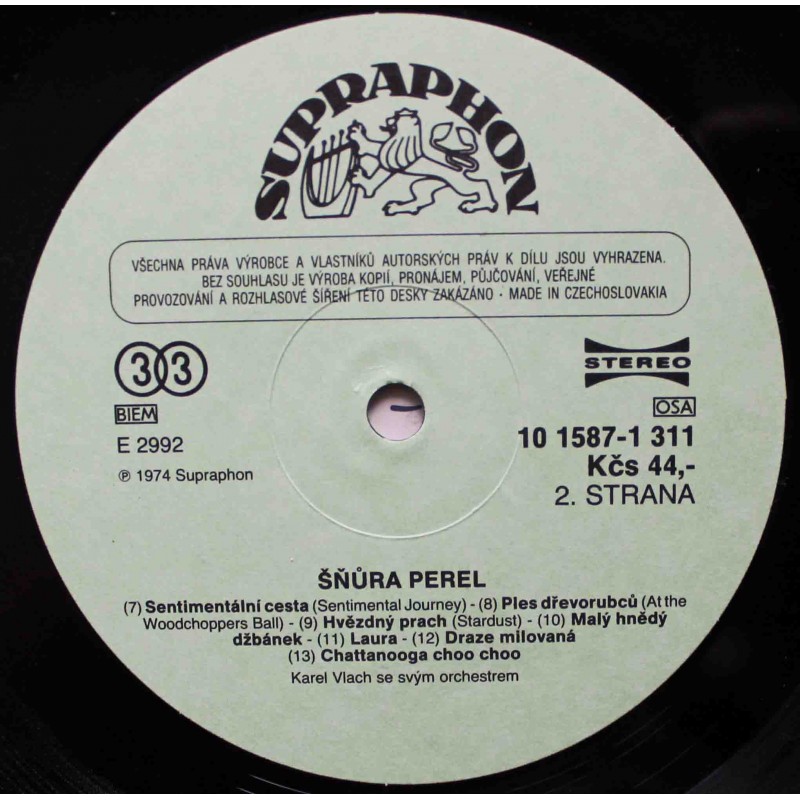 SUPRAPHON
VŠECHNA PRÁVA VÝROBCE A VLASTNÍKŮ AUTORSKÝCH PRÁV K DÍLU JSOU VYHRAZENA.
BEZ SOUHLASU JE VÝROBA KOPIÍ, PRONÁJEM, PŮJČOVÁNÍ, VEŘEJNÉ
PROVOZOVÁNÍ A ROZHLASOVÉ ŠÍŘENÍ TÉTO DESKY ZAKÁZÁNO · MADE IN CZECHOSLOVAKIA
33
STEREO
BIEM
OSA
E 2992
10 1587-1 311
Kčs 44,-
℗ 1974 Supraphon
2. STRANA
ŠŇŮRA PEREL
(7) Sentimentální cesta (Sentimental Journey) - (8) Ples dřevorubců (At the
Woodchoppers Ball) - (9) Hvězdný prach (Stardust) - (10) Malý hnědý
džbánek - (11) Laura - (12) Draze milovaná
(13) Chattanooga choo choo
Karel Vlach se svým orchestrem